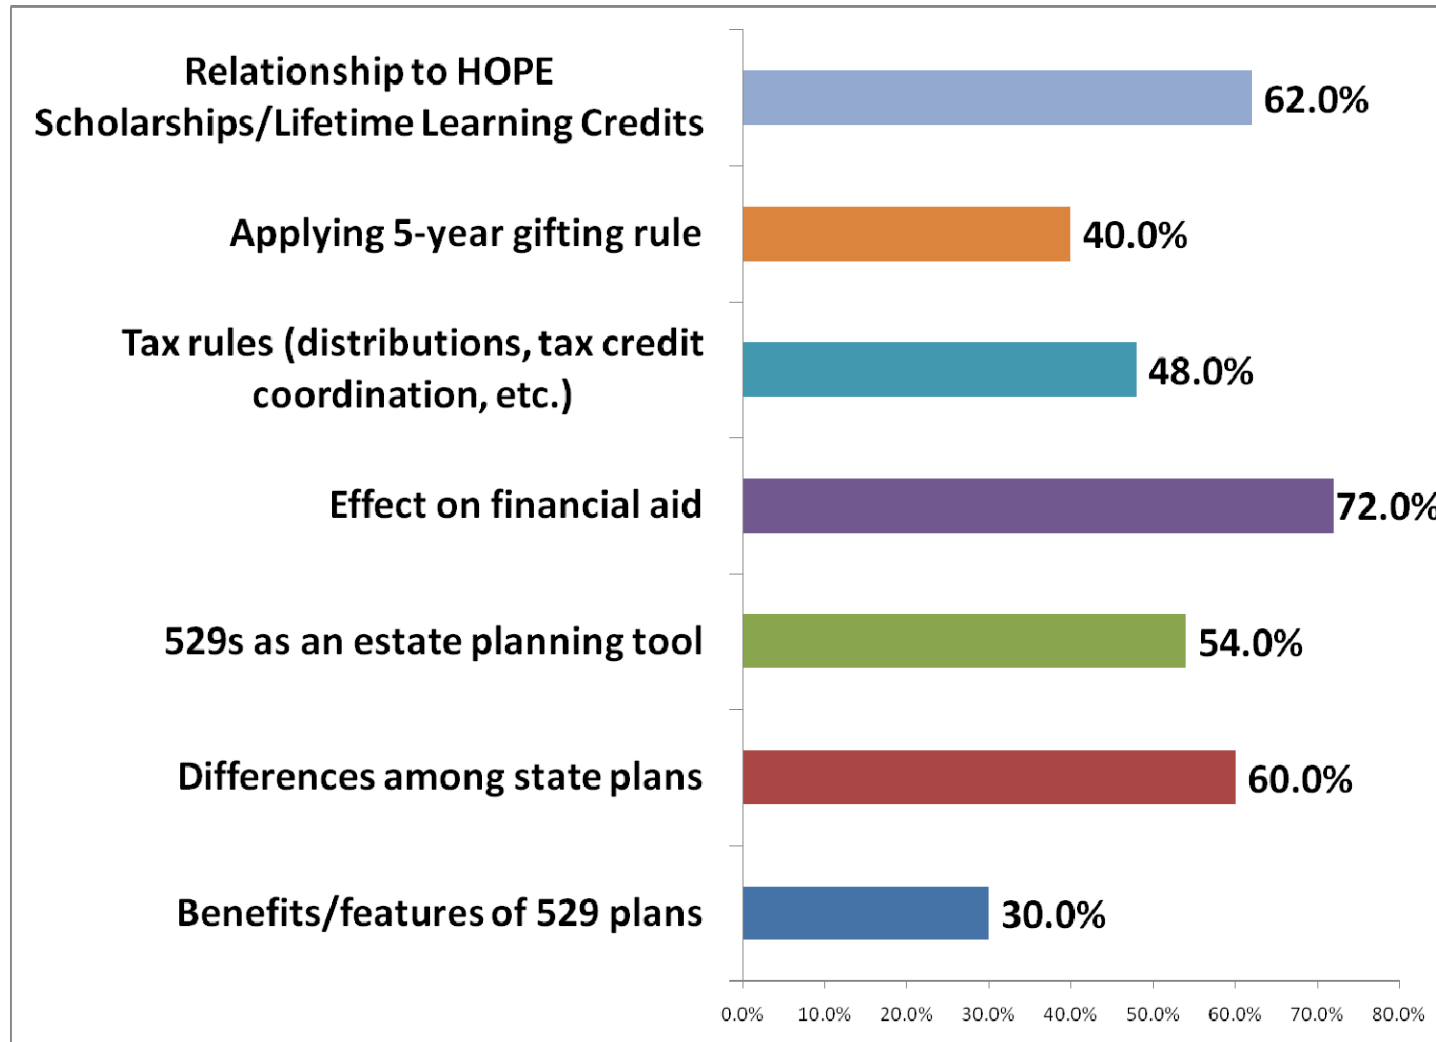 Relationship to HOPE
Scholarships/Lifetime Learning Credits
62.0%
Applying 5-year gifting rule
40.0%
Tax rules (distributions, tax credit
coordination, etc.)
48.0%
Effect on financial aid
72.0%
529s as an estate planning tool
54.0%
Differences among state plans
60.0%
Benefits/features of 529 plans
30.0%
0.0% 10.0% 20.0% 30.0% 40.0% 50.0% 60.0% 70.0% 80.0%